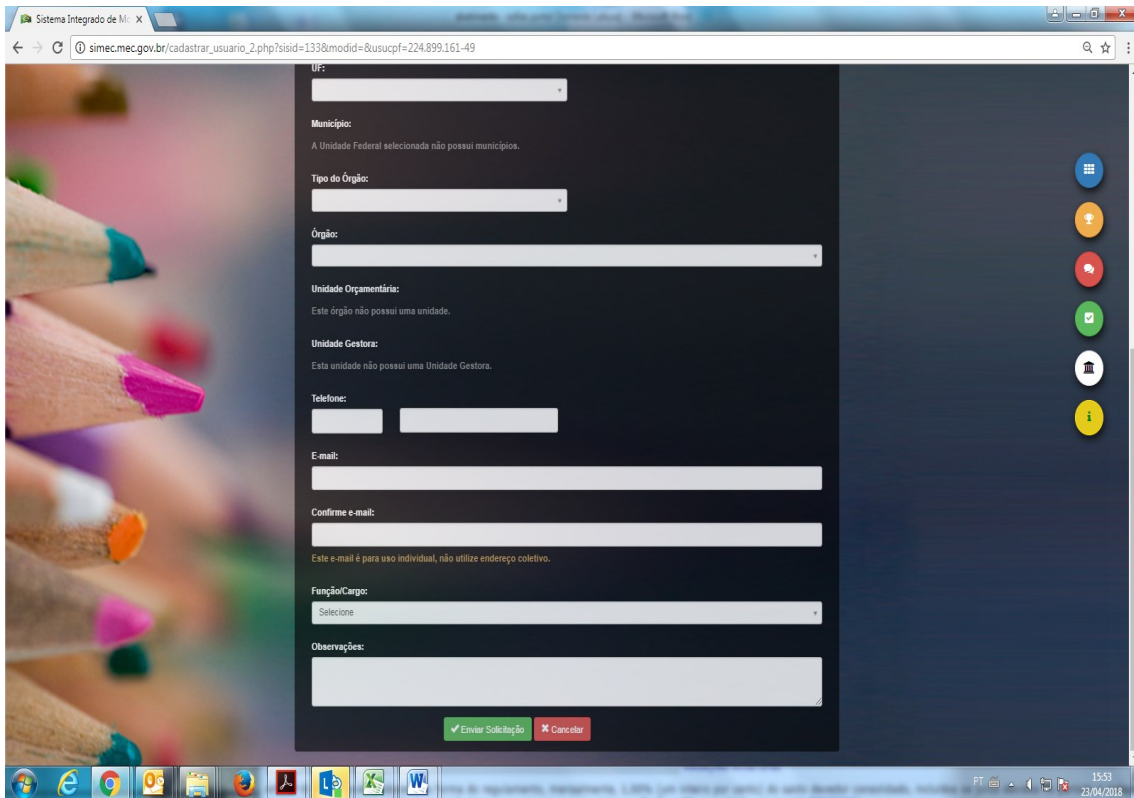 Sistema Integrado de Mo
simec.mec.gov.br/cadastrar_usuario_2.php?sisid=133&modid=&usucpf=224.899.161-49
UF:
Município:
A Unidade Federal selecionada não possui municípios.
Tipo do Órgão:
Órgão:
Unidade Orçamentária:
Este órgão não possui uma unidade.
Unidade Gestora:
Esta unidade não possui uma Unidade Gestora.
Telefone:
E-mail:
Confirme e-mail:
Este e-mail é para uso individual, não utilize endereço coletivo.
Função/Cargo:
Selecione
Observações:
Enviar Solicitação
Cancelar
PT
15:53
23/04/2018